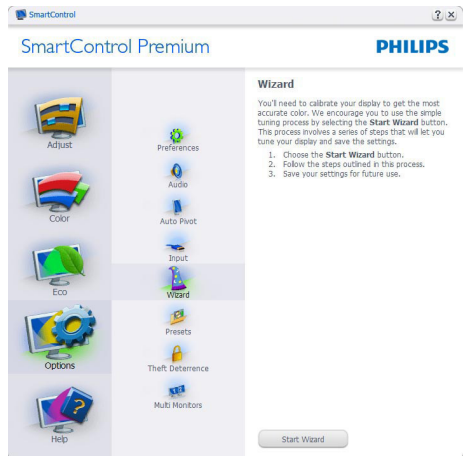 SmartControl
? x
SmartControl Premium
PHILIPS
Adjust
Color
Eco
Options
Help
Preferences
Audio
Auto Pivot
Input
Wizard
Presets
Theft Deterrence
Multi Monitors
Wizard
You'll need to calibrate your display to get the most
accurate color. We encourage you to use the simple
tuning process by selecting the Start Wizard button.
This process involves a series of steps that will let you
tune your display and save the settings.
1. Choose the Start Wizard button.
2. Follow the steps outlined in this process.
3. Save your settings for future use.
Start Wizard